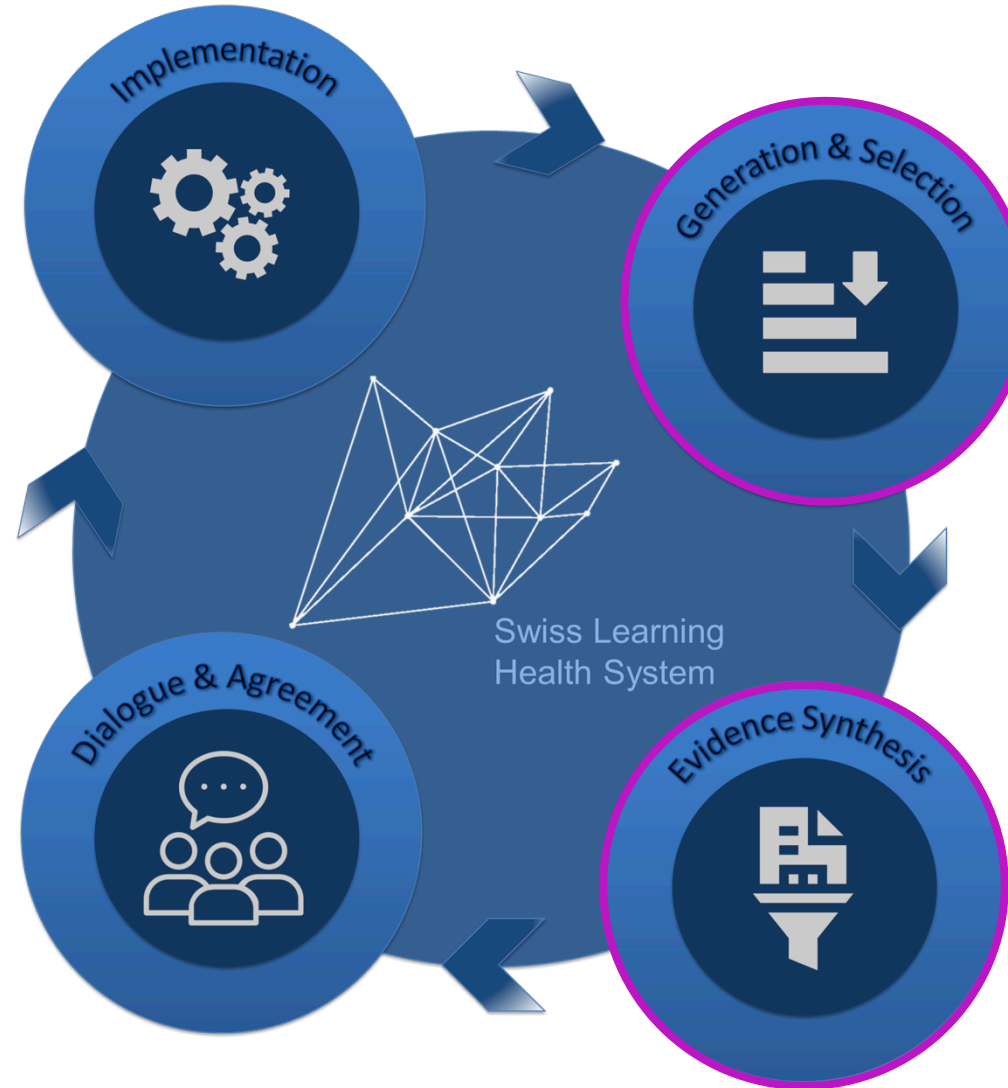 Implementation
Generation & Selection
Swiss Learning
Health System
Dialogue & Agreement
Evidence Synthesis